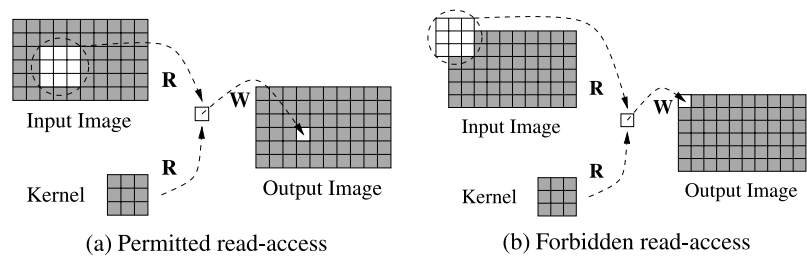 R
W
Input Image
R
Kernel
Output Image
(a) Permitted read-access
R
W
Input Image
R
Kernel
Output Image
(b) Forbidden read-access